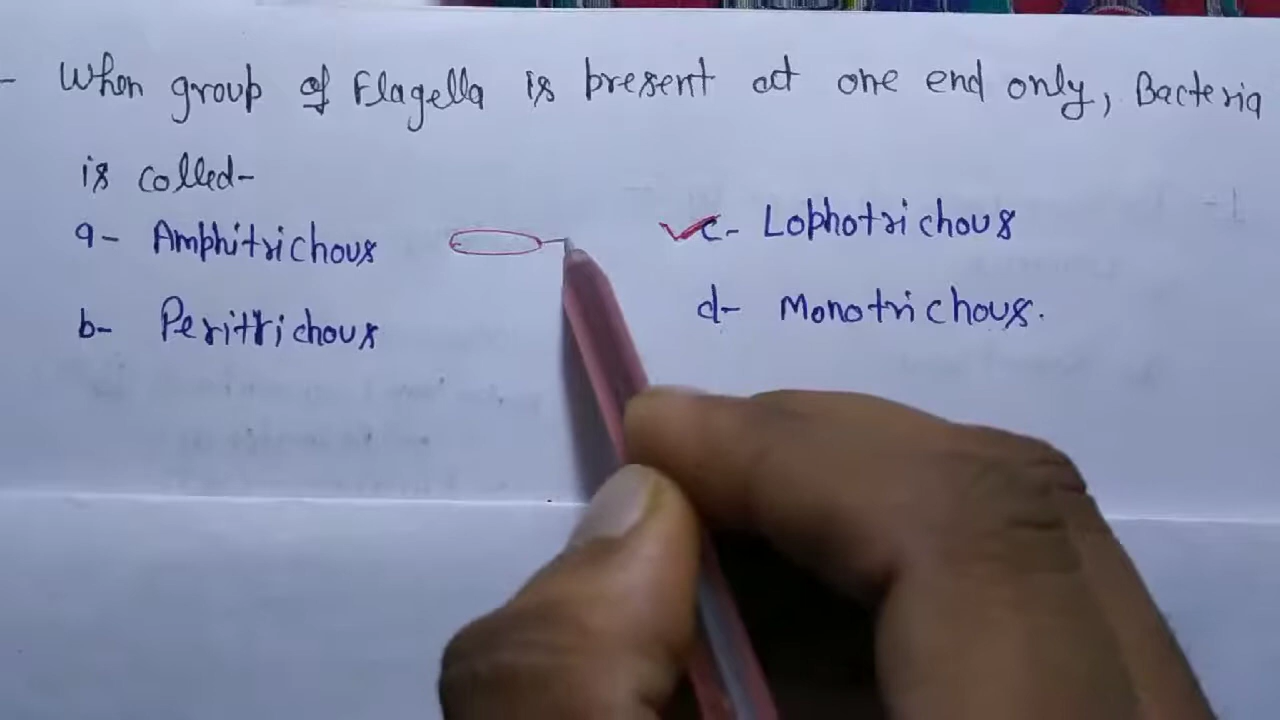 - When group of Flagella is present at one end only, Bacteria
is called-
a- Amphitrichous
b- Peritrichous
c- Lophotrichous
d- Monotrichous.